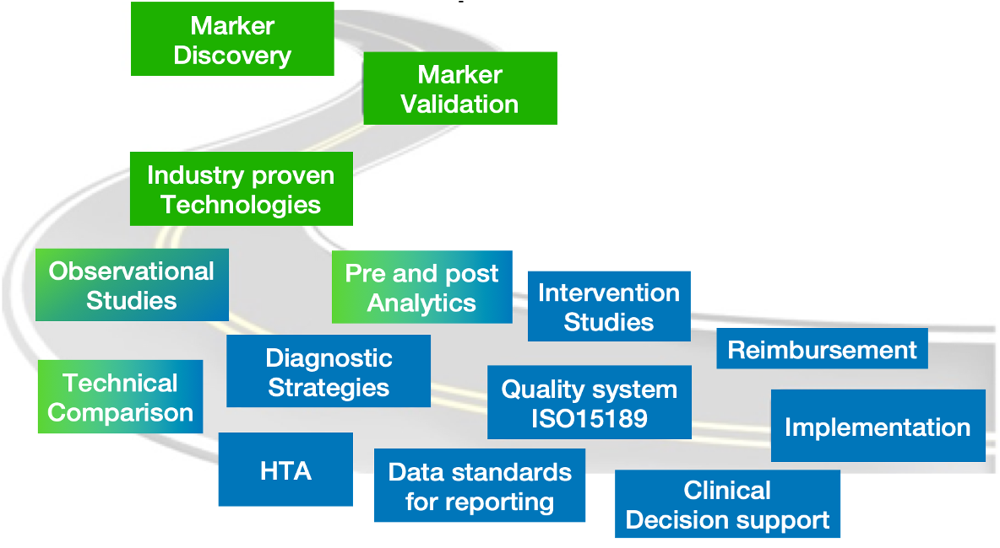 Marker
Discovery
Marker
Validation
Industry proven
Technologies
Observational
Studies
Pre and post
Analytics
Intervention
Studies
Reimbursement
Diagnostic
Strategies
Technical
Comparison
Quality system
ISO15189
Implementation
HTA
Data standards
for reporting
Clinical
Decision support